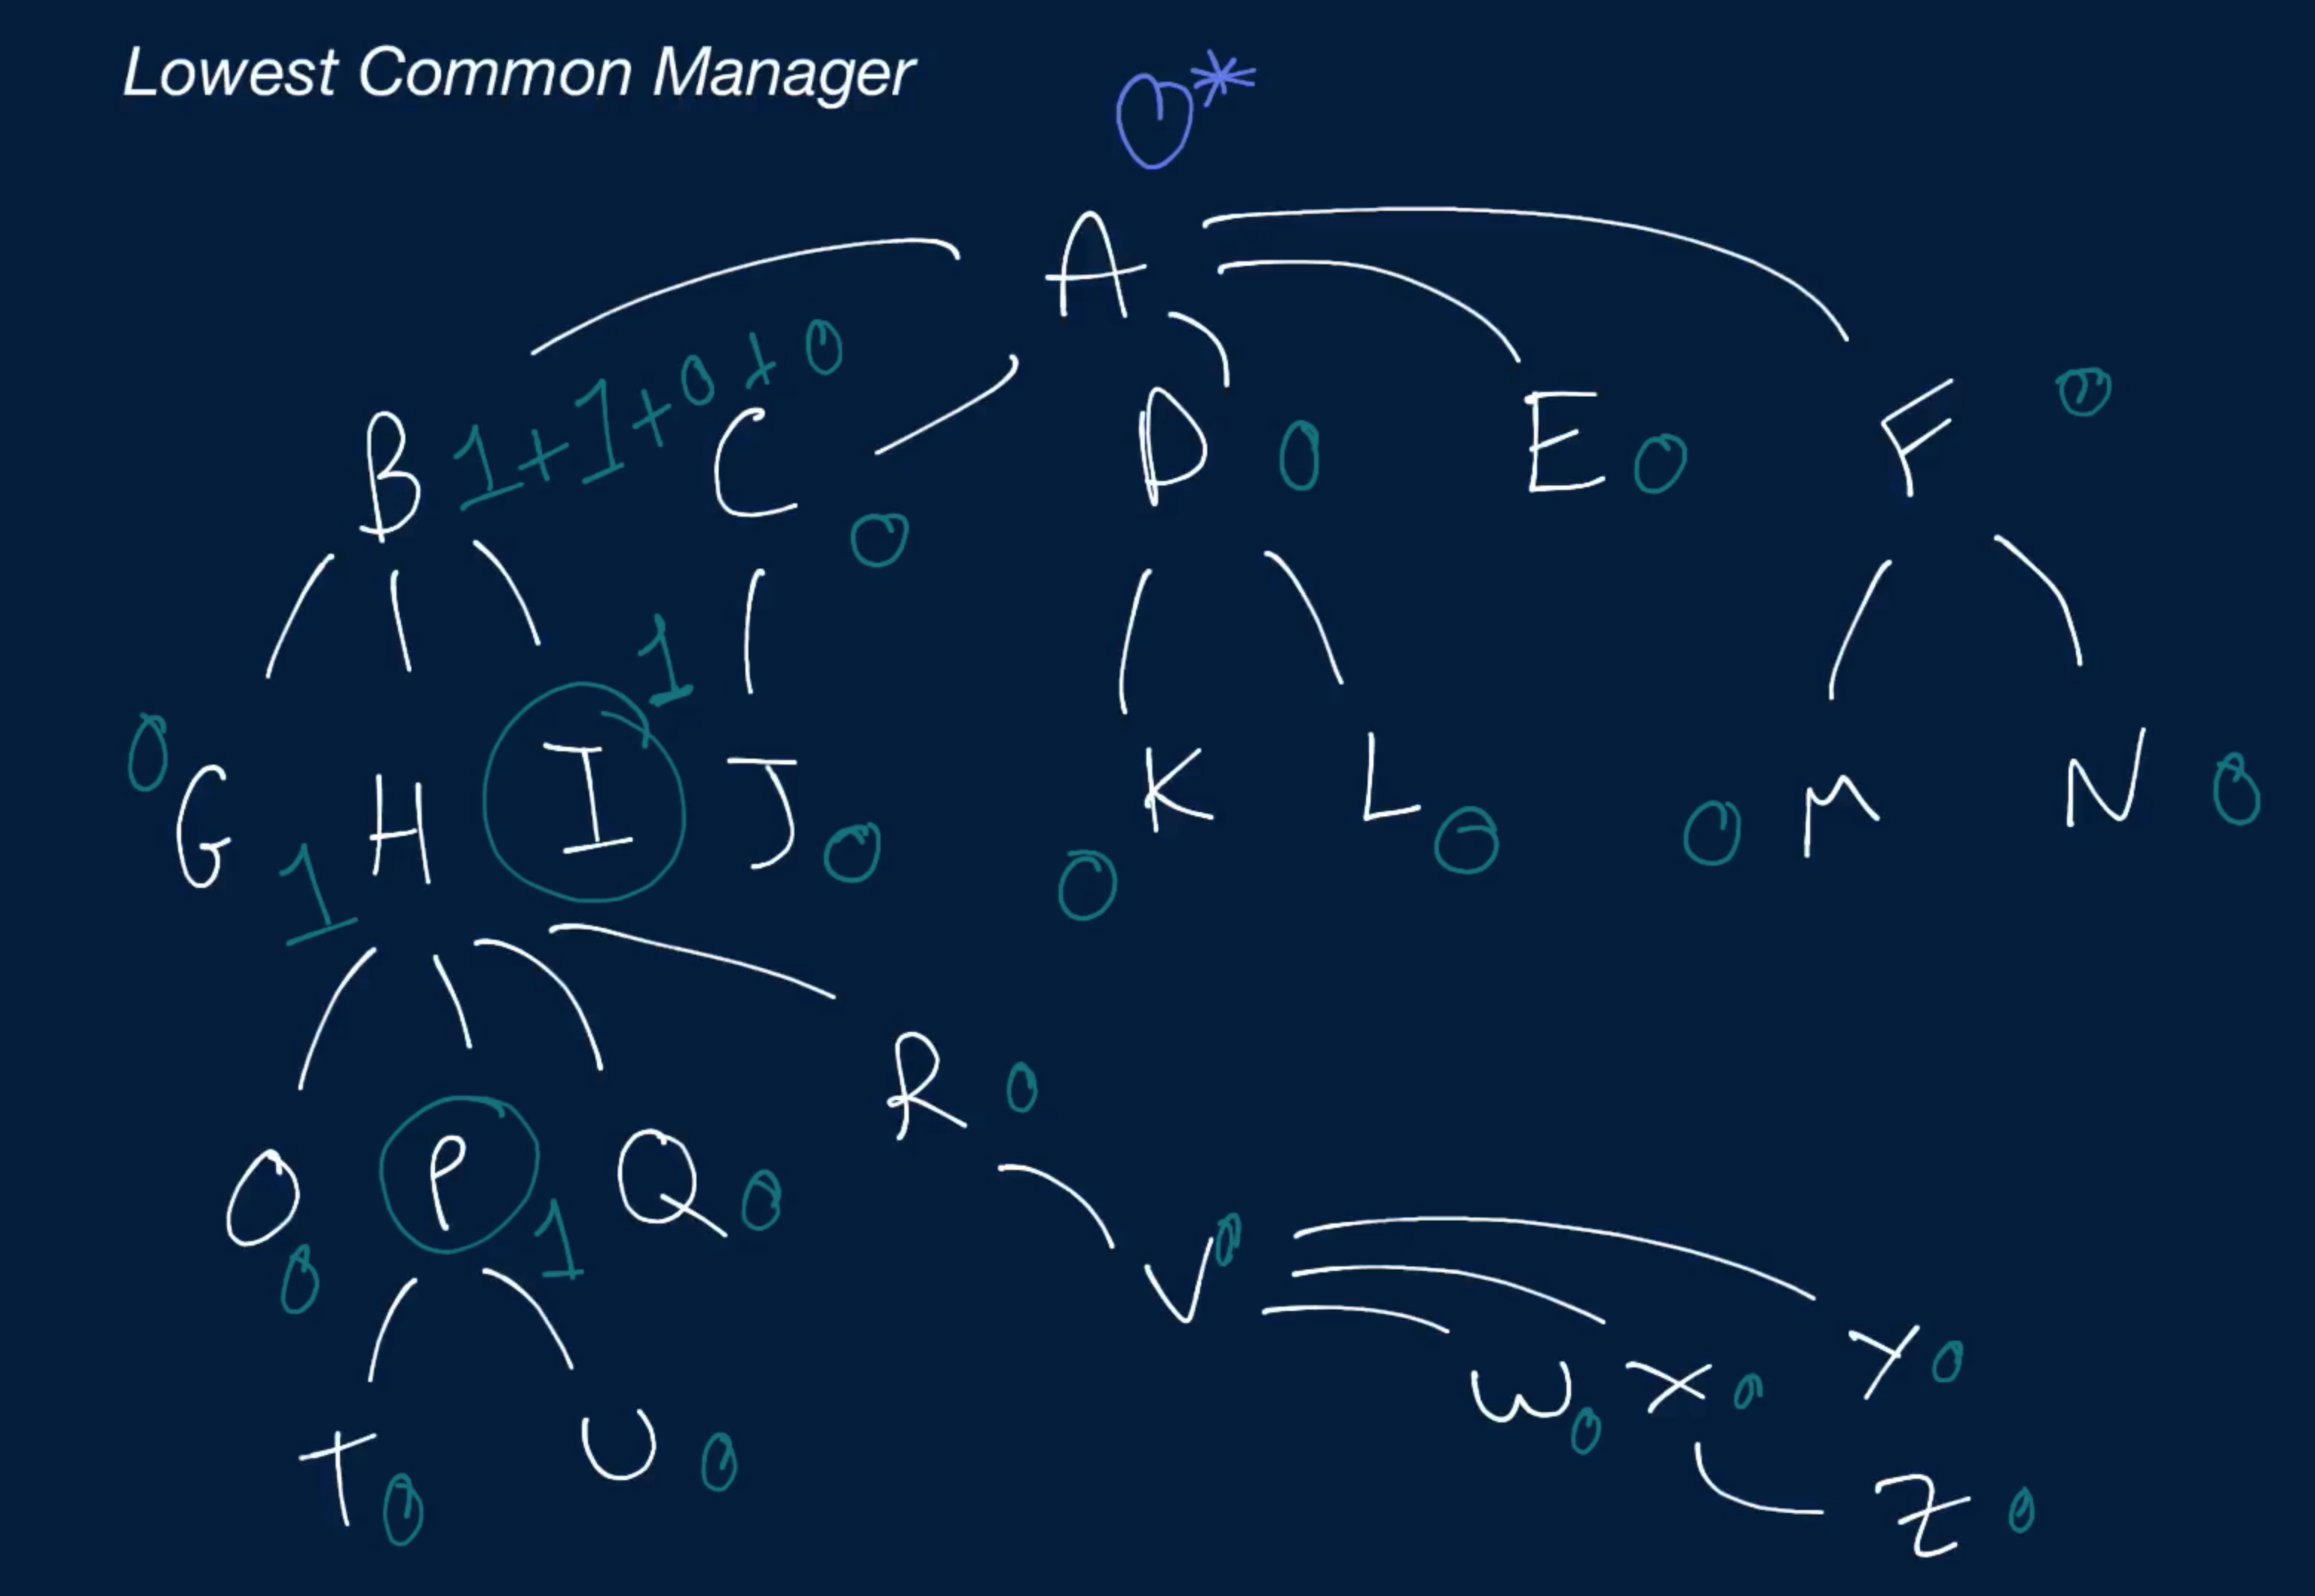 Lowest Common Manager
0*
A
B 1+1+0+0 C 0 D 0 E 0 F 0
0 G 1 H I 1 J 0 0 K L 0 0 M N 0
O 0 P 1 Q 0 R 0
V 0
T 0 U 0 W 0 X 0 Y 0
Z 0